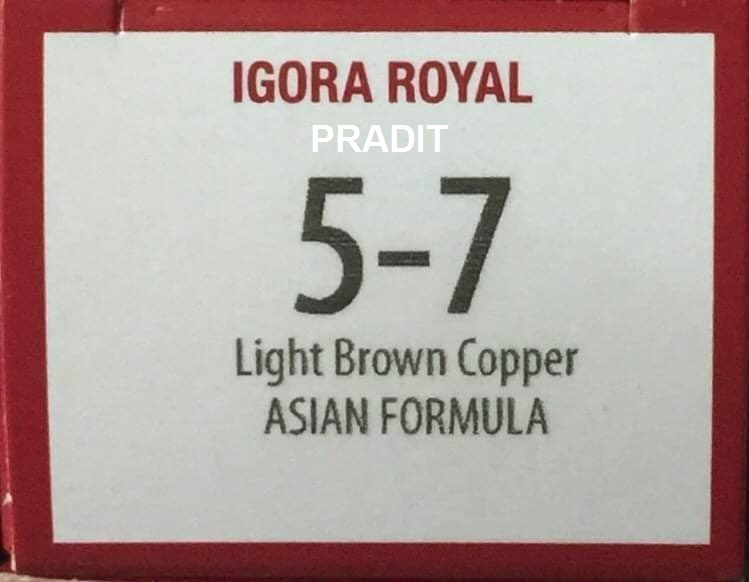 IGORA ROYAL
PRADIT
5-7
Light Brown Copper
ASIAN FORMULA